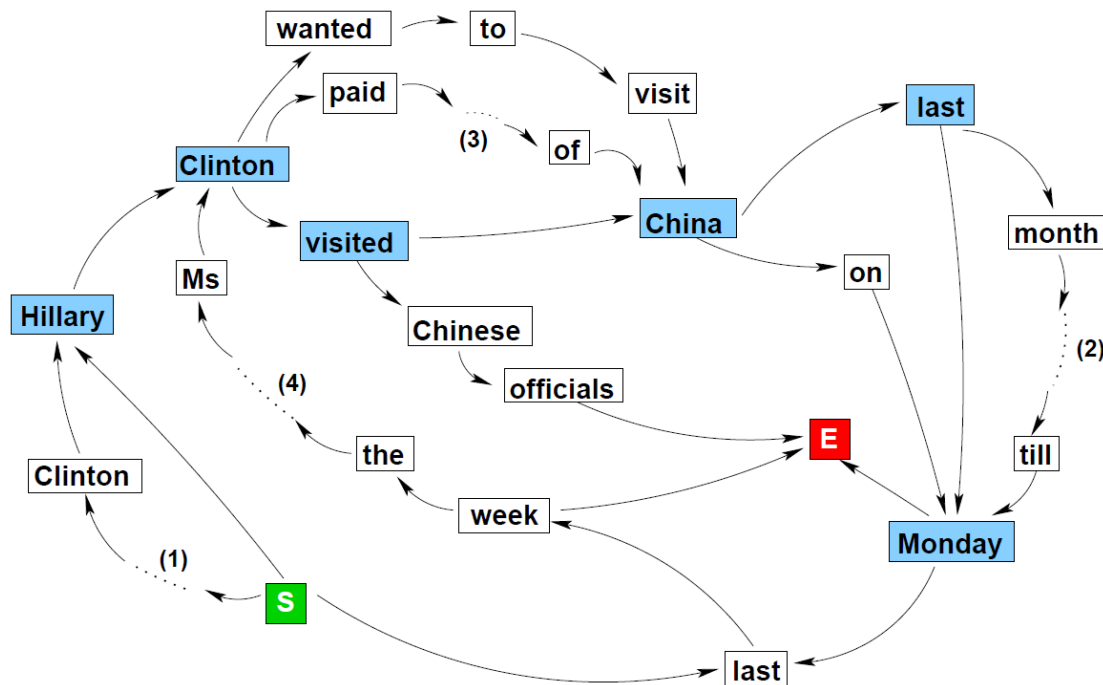 wanted
to
paid
visit
last
(3)
of
Clinton
China
month
visited
on
Ms
Hillary
Chinese
(2)
(4)
officials
E
the
till
Clinton
week
Monday
(1)
S
last